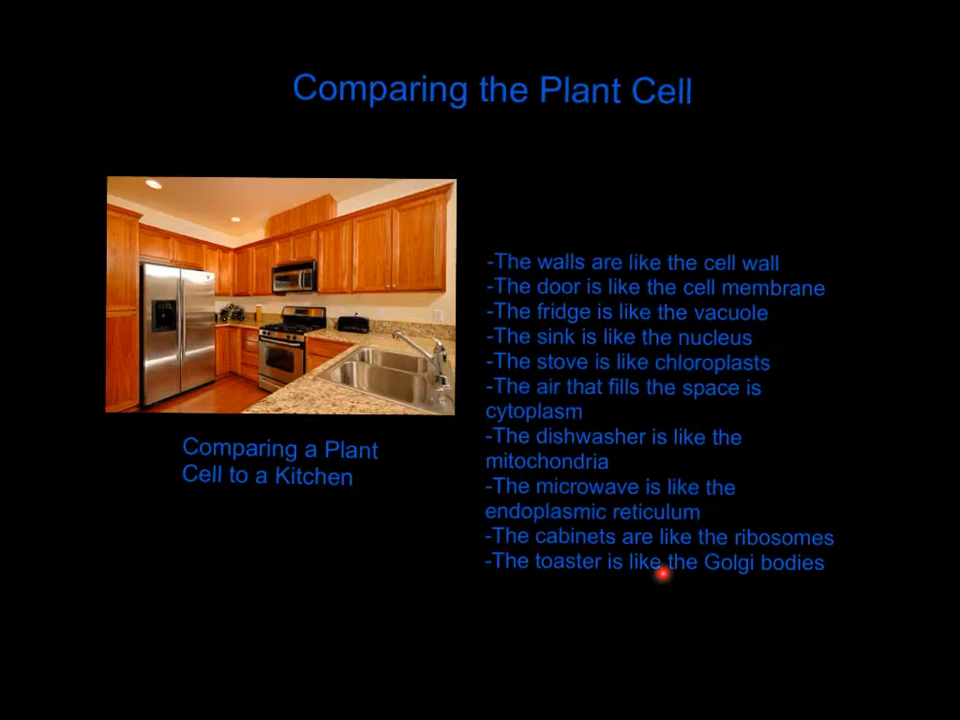 Comparing the Plant Cell
-The walls are like the cell wall
-The door is like the cell membrane
-The fridge is like the vacuole
-The sink is like the nucleus
-The stove is like chloroplasts
-The air that fills the space is
cytoplasm
-The dishwasher is like the
mitochondria
-The microwave is like the
endoplasmic reticulum
-The cabinets are like the ribosomes
-The toaster is like the Golgi bodies
Comparing a Plant
Cell to a Kitchen